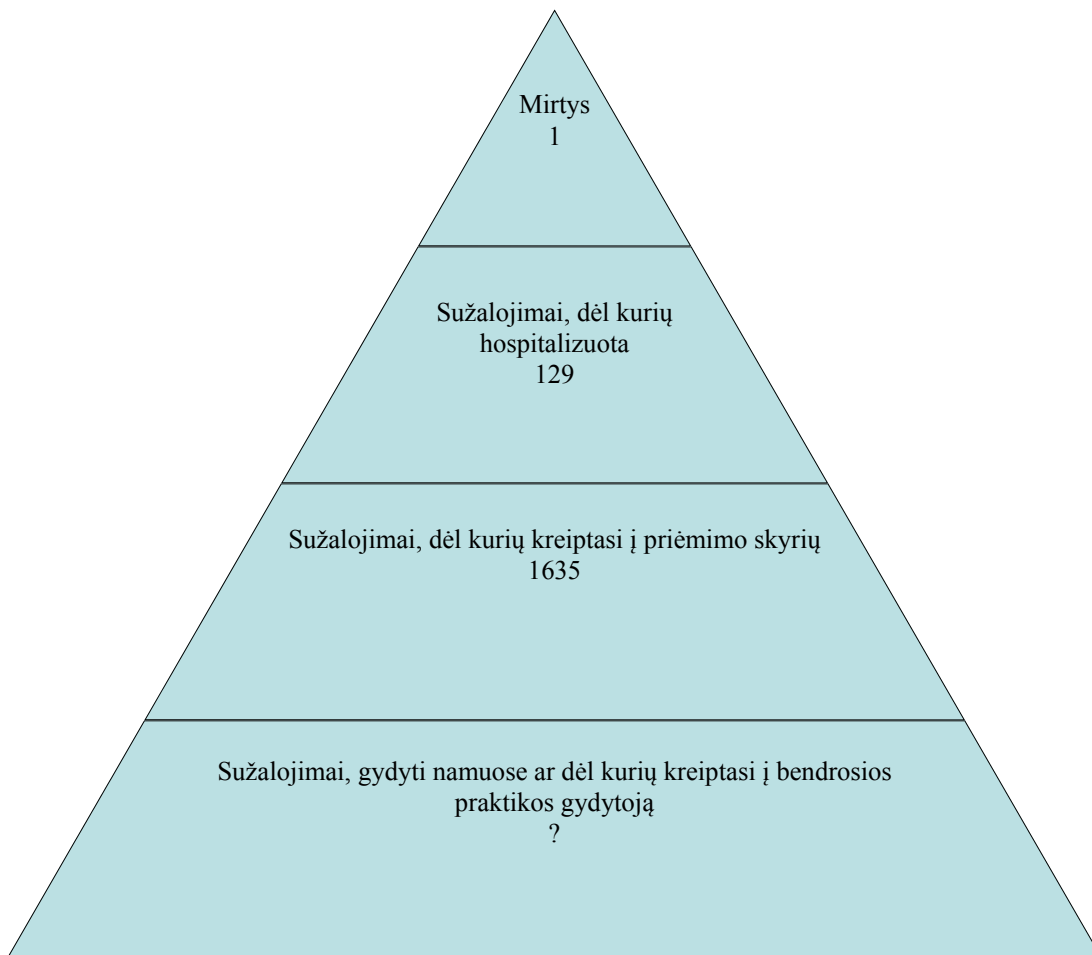 Mirtys
1
Sužalojimai, dėl kurių
hospitalizuota
129
Sužalojimai, dėl kurių kreiptasi į priėmimo skyrių
1635
Sužalojimai, gydyti namuose ar dėl kurių kreiptasi į bendrosios
praktikos gydytoją
?